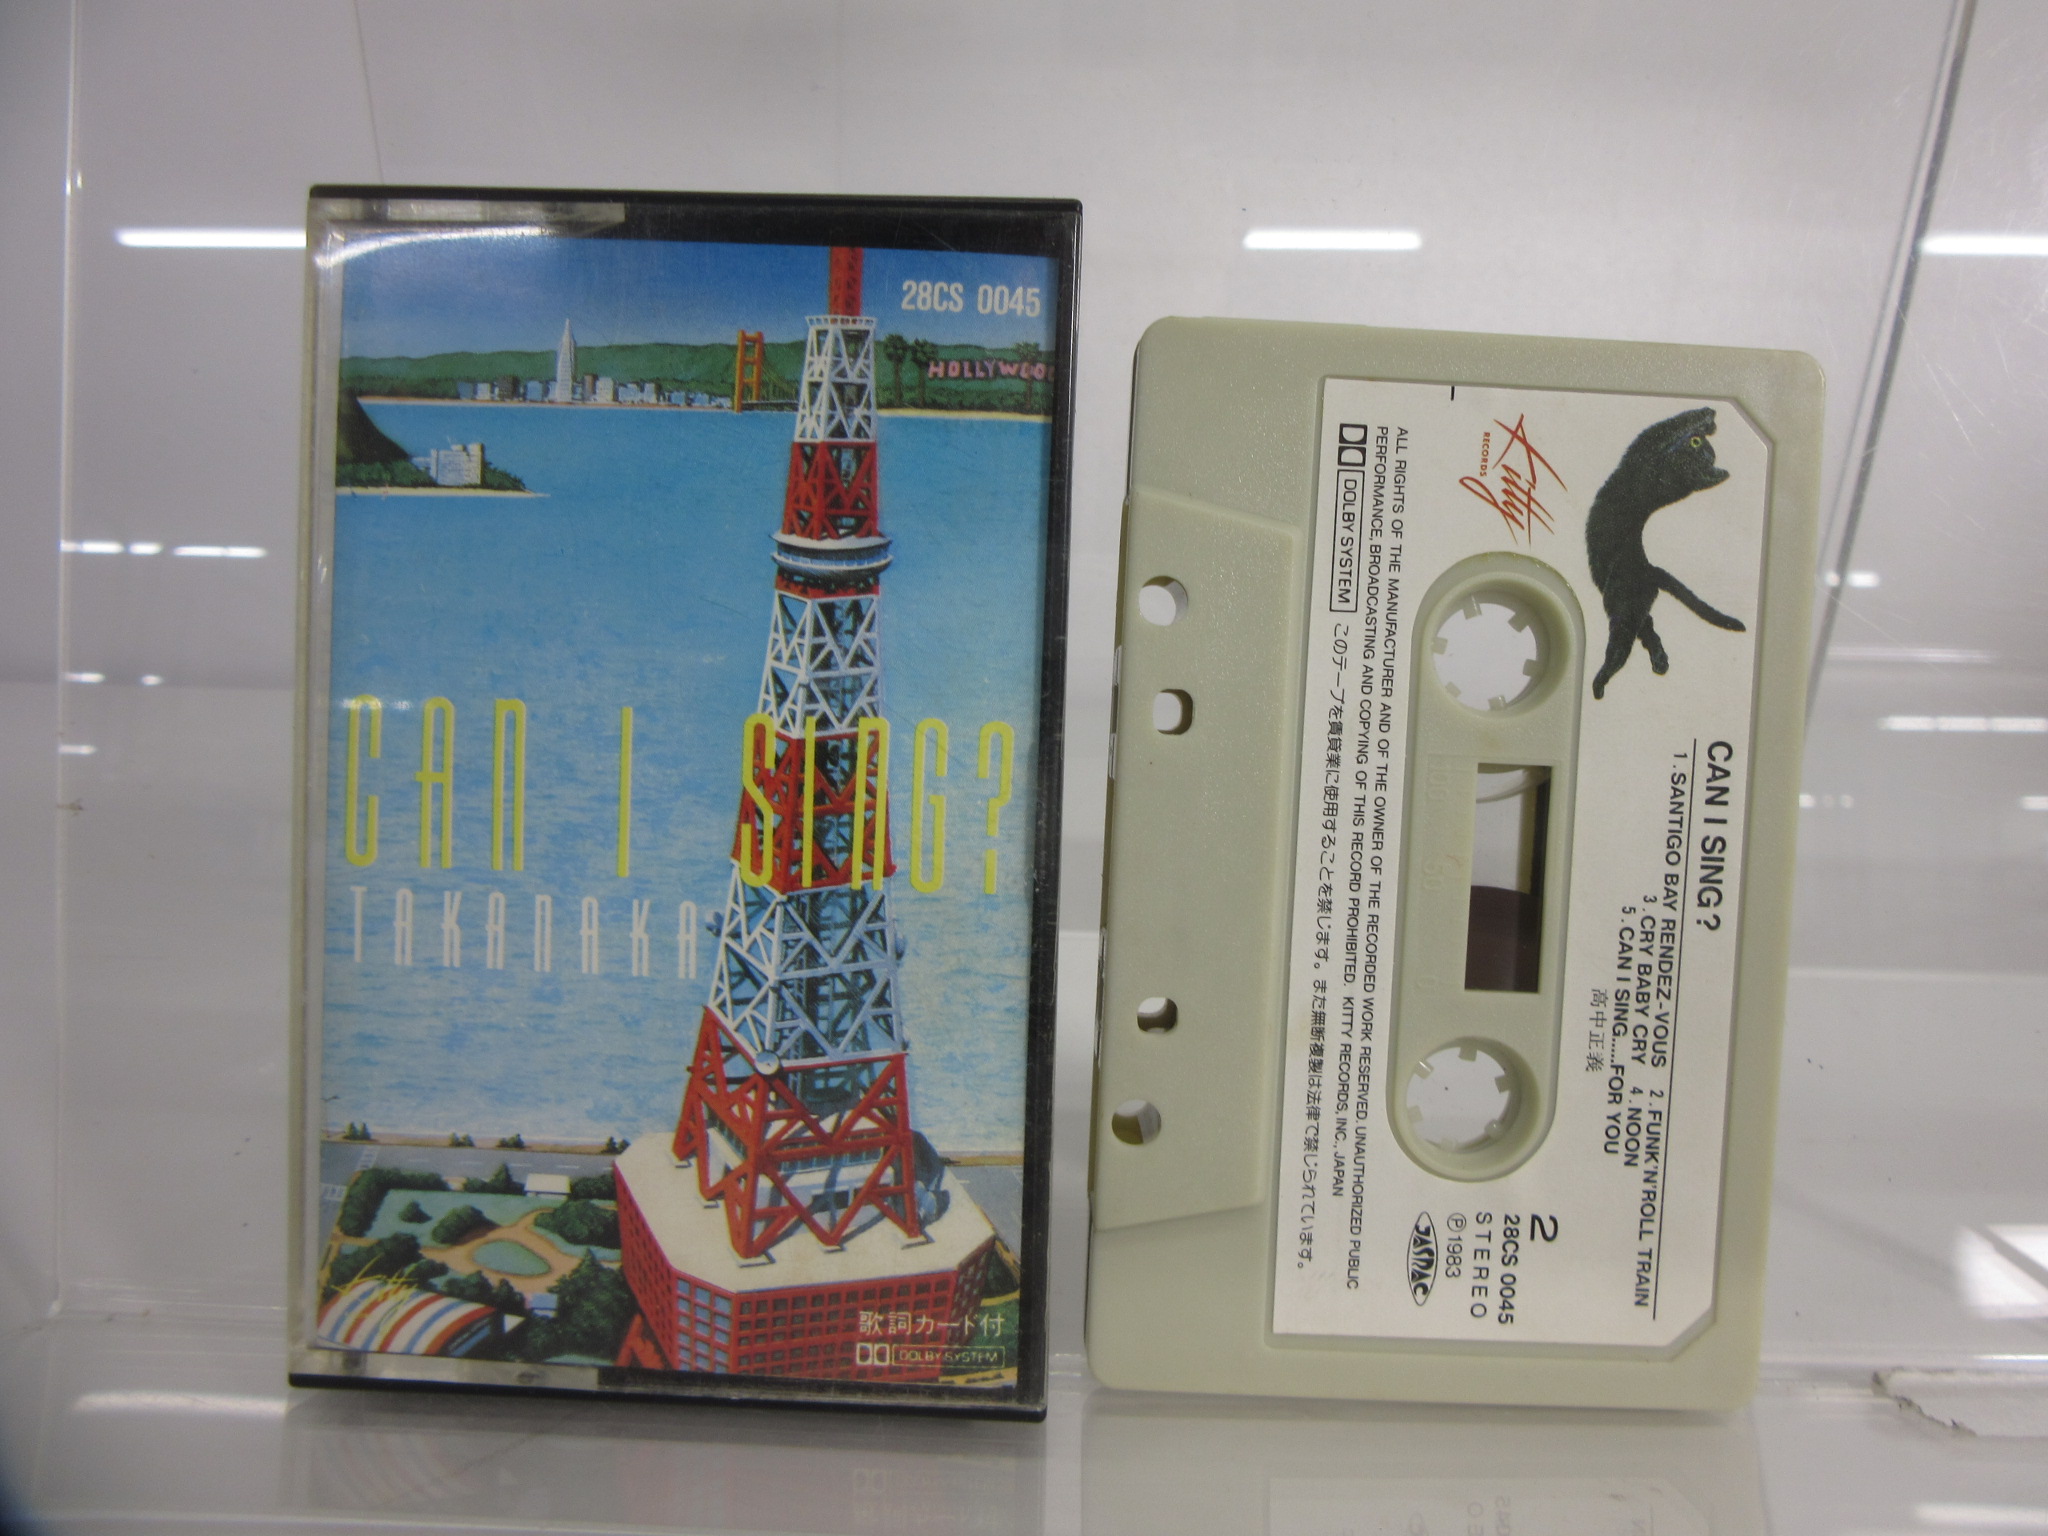 28CS 0045
HOLLYWOO
CAN I SING?
TAKANAKA
Kitty
歌詞カード付
DOLBY SYSTEM
CAN I SING?
1. SANTIGO BAY RENDEZ-VOUS 2. FUNK'N'ROLL TRAIN
3. CRY BABY CRY 4. NOON
5. CAN I SING.....FOR YOU
高中正義
Kitty
RECORDS
2
28CS 0045
STEREO
Ⓟ1983
JASRAC
ALL RIGHTS OF THE MANUFACTURER AND OF THE OWNER OF THE RECORDED WORK RESERVED. UNAUTHORIZED PUBLIC
PERFORMANCE, BROADCASTING AND COPYING OF THIS RECORD PROHIBITED. KITTY RECORDS, INC., JAPAN
DOLBY SYSTEM このテープを賃貸業に使用することを禁じます。また無断複製は法律で禁じられています。